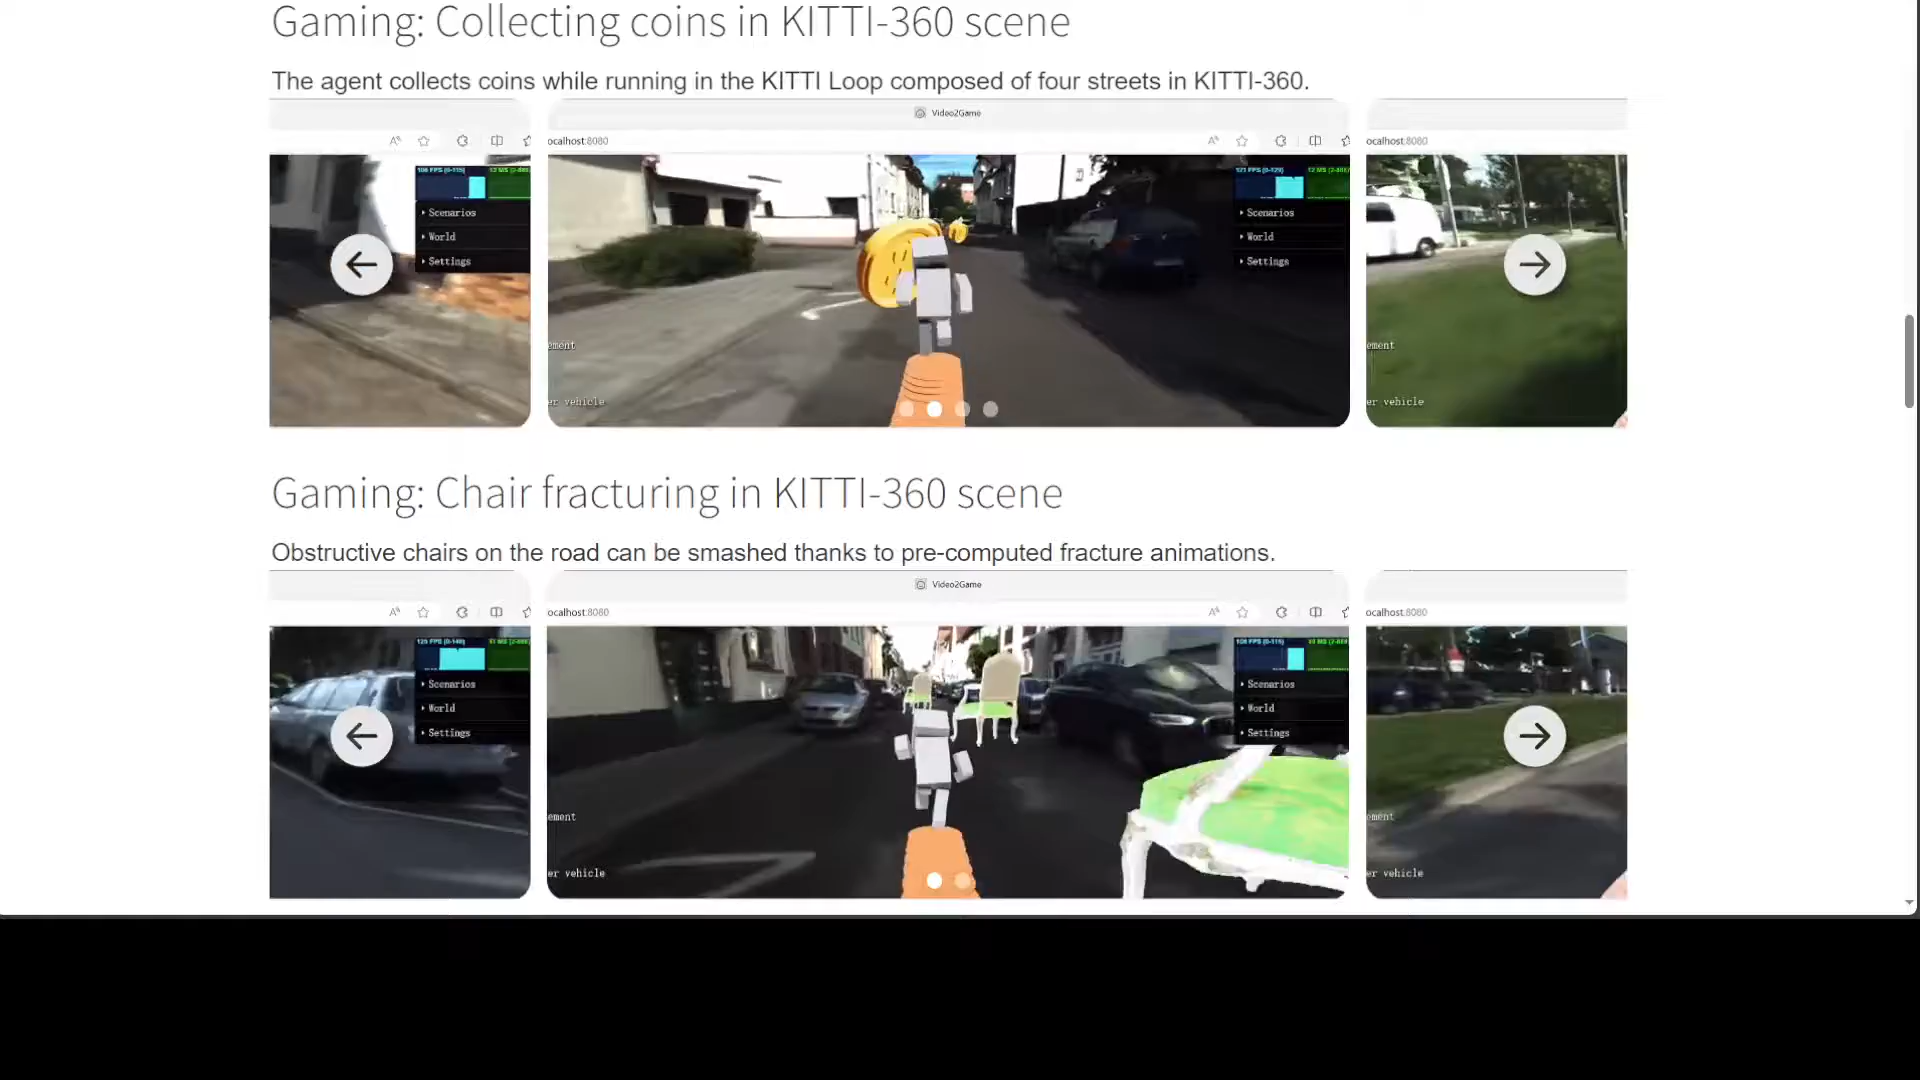 Gaming: Collecting coins in KITTI-360 scene
The agent collects coins while running in the KITTI Loop composed of four streets in KITTI-360.
Video2Game
ocalhost:8080
ocalhost:8080
Scenarios
World
Settings
121 FPS (0-129)
Scenarios
World
Settings
ement
er vehicle
ement
er vehicle
Gaming: Chair fracturing in KITTI-360 scene
Obstructive chairs on the road can be smashed thanks to pre-computed fracture animations.
Video2Game
ocalhost:8080
ocalhost:8080
Scenarios
World
Settings
Scenarios
World
Settings
ement
er vehicle
ement
er vehicle